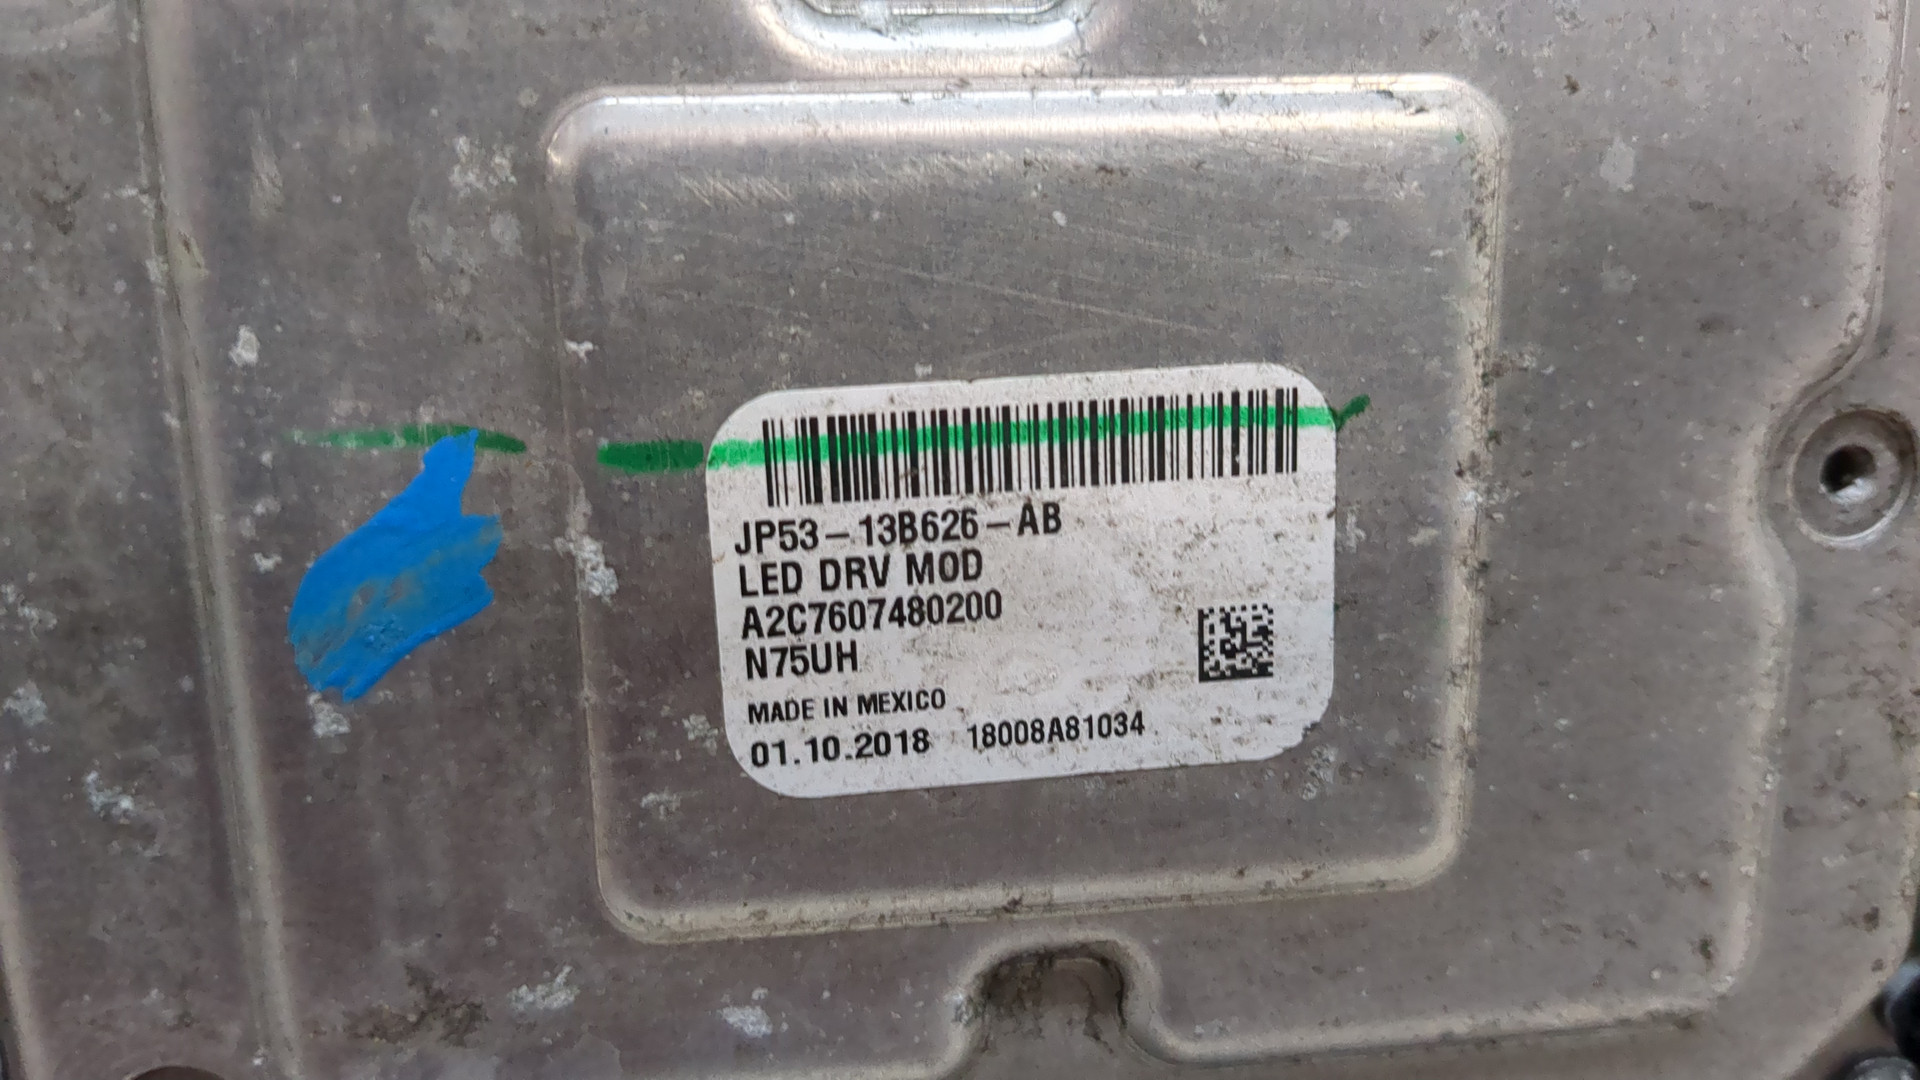 JP53-13B626-AB
LED DRV MOD
A2C7607480200
N75UH
MADE IN MEXICO
01.10.2018 18008A81034